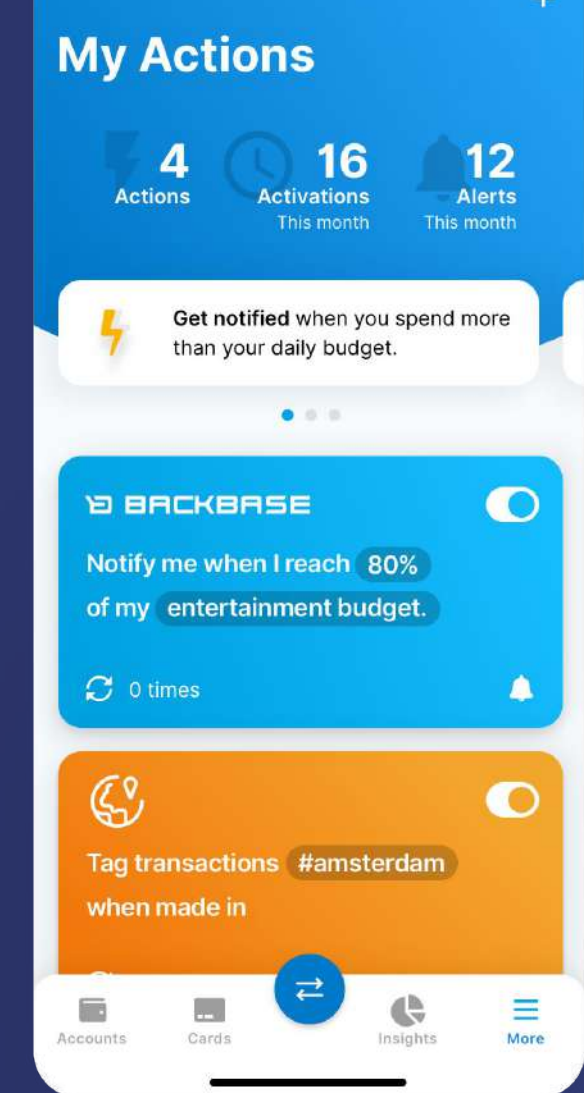 My Actions
4
Actions
16
Activations
This month
12
Alerts
This month
Get notified when you spend more
than your daily budget.
BACKBASE
Notify me when I reach 80%
of my entertainment budget.
0 times
Tag transactions #amsterdam
when made in
Accounts
Cards
Insights
More